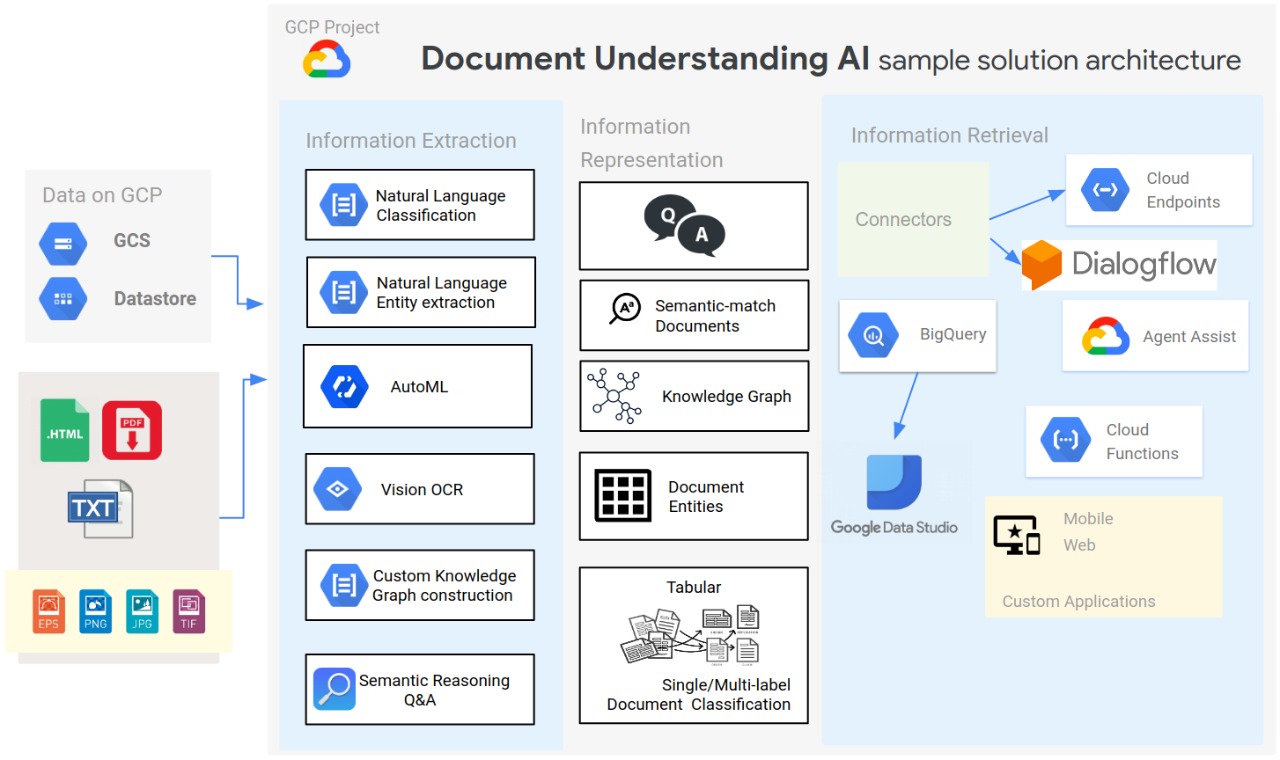 GCP Project
Document Understanding AI sample solution architecture
Data on GCP
GCS
Datastore
.HTML
PDF
TXT
EPS
PNG
JPG
TIF
Information Extraction
Natural Language
Classification
Natural Language
Entity extraction
AutoML
Vision OCR
Custom Knowledge
Graph construction
Semantic Reasoning
Q&A
Information
Representation
Q
A
Aª
Semantic-match
Documents
Knowledge Graph
Document
Entities
Tabular
Single/Multi-label
Document Classification
Information Retrieval
Connectors
Cloud
Endpoints
Dialogflow
BigQuery
Agent Assist
Google Data Studio
Cloud
Functions
Mobile
Web
Custom Applications